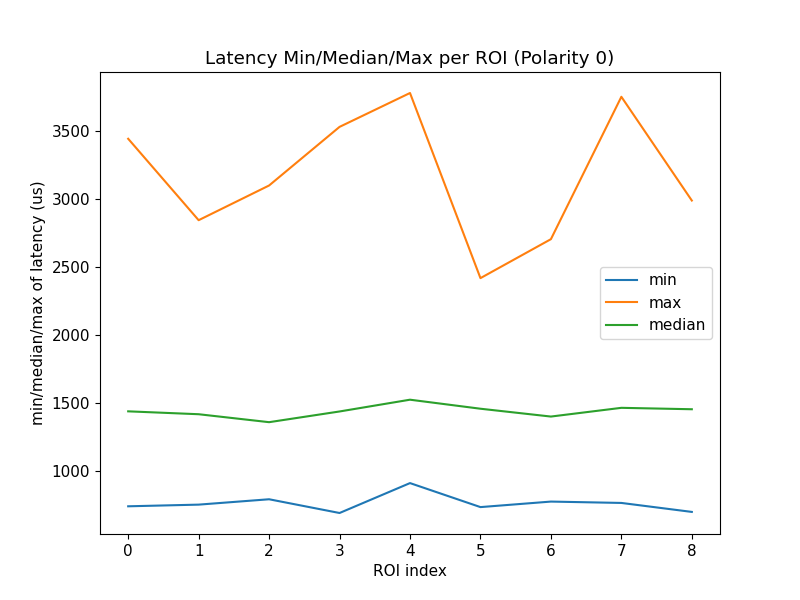 Latency Min/Median/Max per ROI (Polarity 0)
min/median/max of latency (us)
3500
3000
2500
2000
1500
1000
min
max
median
0 1 2 3 4 5 6 7 8
ROI index